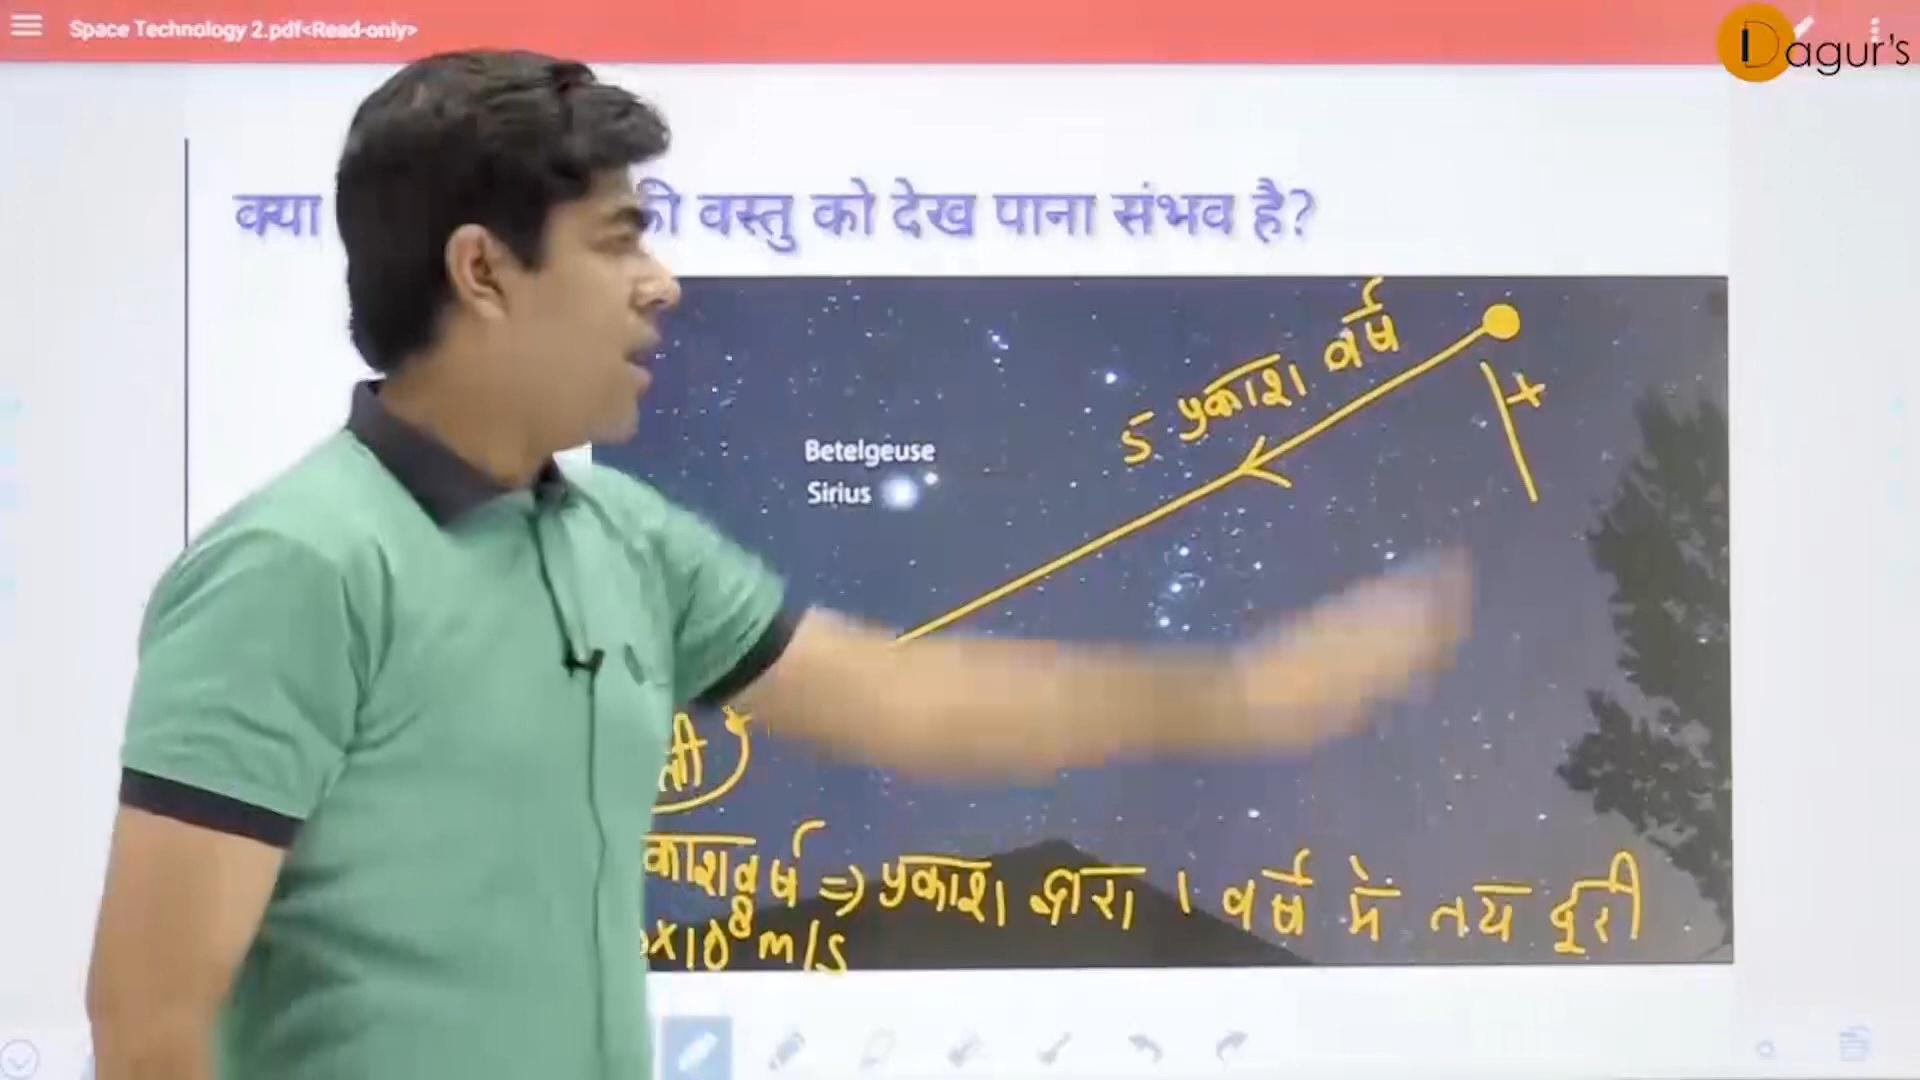 Space Technology 2.pdf<Read-only>
Dagur's
क्या की वस्तु को देख पाना संभव है?
5 प्रकाश वर्ष
Betelgeuse
Sirius
काशवर्ष ⇒ प्रकाश द्वारा 1 वर्ष में तय दूरी
×10⁸ m/s